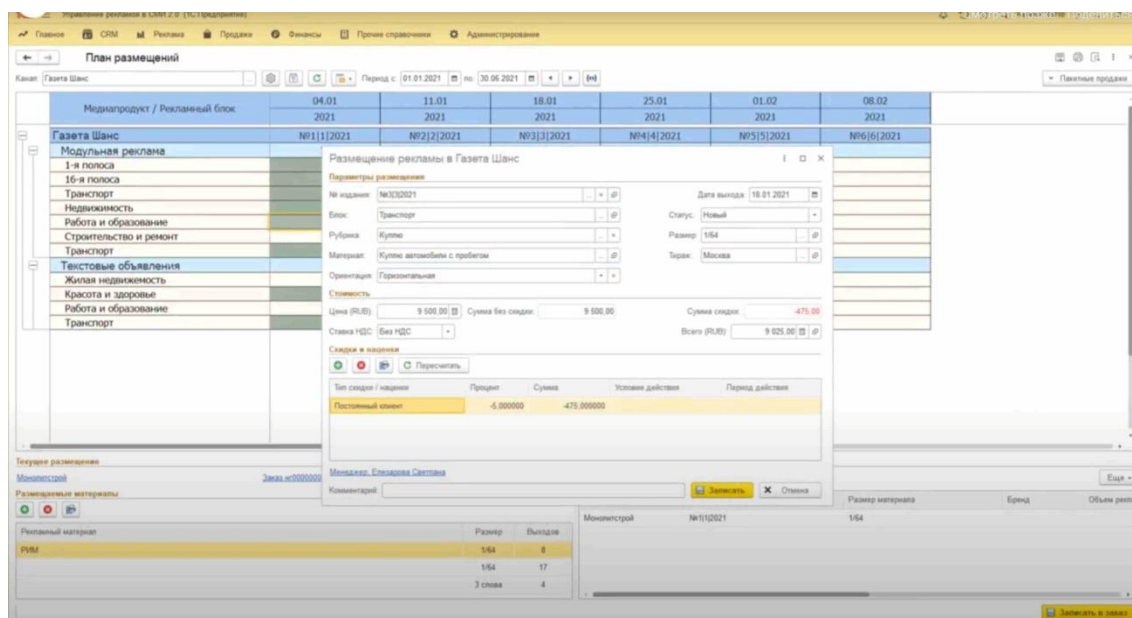 Управление рекламой в СМИ 2.0 (1С:Предприятие)
Главное CRM Реклама Продажи Финансы Прочие справочники Администрирование
План размещений
Канал: Газета Шанс Период с: 01.01.2021 по: 30.06.2021 Пакетные продажи
Медиапродукт / Рекламный блок 04.01 11.01 18.01 25.01 01.02 08.02
2021 2021 2021 2021 2021 2021
Газета Шанс №1|1|2021 №2|2|2021 №3|3|2021 №4|4|2021 №5|5|2021 №6|6|2021
Модульная реклама
1-я полоса
16-я полоса
Транспорт
Недвижимость
Работа и образование
Строительство и ремонт
Транспорт
Текстовые объявления
Жилая недвижемость
Красота и здоровье
Работа и образование
Транспорт
Размещение рекламы в Газета Шанс
Параметры размещения
№ издания: №3|3|2021 Дата выхода: 18.01.2021
Блок: Транспорт Статус: Новый
Рубрика: Куплю Размер: 1/64
Материал: Куплю автомобили с пробегом Тираж: Москва
Ориентация: Горизонтальная
Стоимость
Цена (RUB): 9 500,00 Сумма без скидки: 9 500,00 Сумма скидки: -475,00
Ставка НДС: Без НДС Всего (RUB): 9 025,00
Скидки и наценки
Пересчитать
Тип скидки / наценки Процент Сумма Условие действия Период действия
Постоянный клиент -5,000000 -475,000000
Менеджер: Елизарова Светлана
Комментарий: Записать Отмена
Текущее размещение
Монолитстрой Заказ №0000000 Еще
Размещаемые материалы
Рекламный материал Размер Выходов
РИМ 1/64 8
1/64 17
3 слова 4
Размер материала Бренд
Монолитстрой №1|1|2021 1/64
Записать в заказ